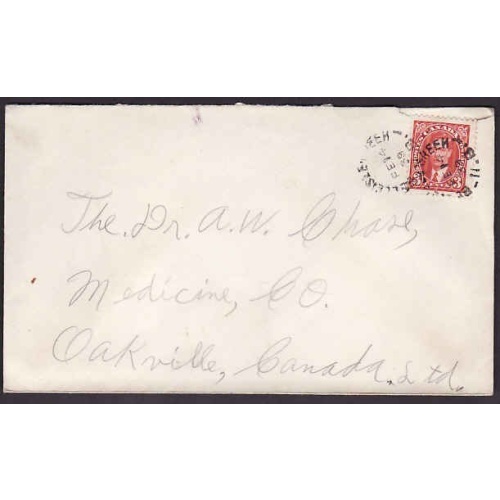 The. Dr. A.W. Chase,
Medicine, CO.
Oakville, Canada. Ltd.